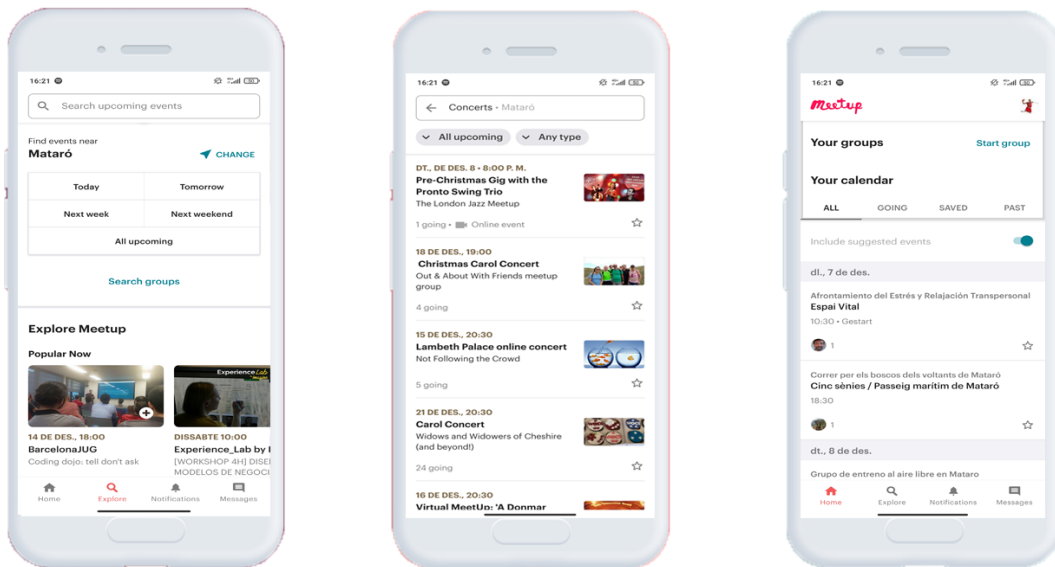 16:21
Search upcoming events
Find events near
Mataró
CHANGE
Today
Tomorrow
Next week
Next weekend
All upcoming
Search groups
Explore Meetup
Popular Now
Experience Lab
14 DE DES., 18:00
BarcelonaJUG
Coding dojo: tell don't ask
DISSABTE 10:00
Experience_Lab by
[WORKSHOP 4H]
MODELOS DE NEGOCI
Home
Explore
Notifications
Messages
16:21
Concerts • Mataró
All upcoming
Any type
DT., DE DES. 8 • 8:00 P. M.
Pre-Christmas Gig with the
Pronto Swing Trio
The London Jazz Meetup
1 going • Online event
18 DE DES., 19:00
Christmas Carol Concert
Out & About With Friends meetup
group
4 going
15 DE DES., 20:30
Lambeth Palace online concert
Not Following the Crowd
5 going
21 DE DES., 20:30
Carol Concert
Widows and Widowers of Cheshire
(and beyond!)
24 going
16 DE DES., 20:30
Virtual MeetUp: 'A Donmar
16:21
meetup
Your groups
Start group
Your calendar
ALL
GOING
SAVED
PAST
Include suggested events
dl., 7 de des.
Afrontamiento del Estrés y Relajación Transpersonal
Espai Vital
10:30 • Gestart
1
Correr per els boscos dels voltants de Mataró
Cinc sènies / Passeig marítim de Mataró
18:30
1
dt., 8 de des.
Grupo de entreno al aire libre en Mataro
Home
Explore
Notifications
Messages